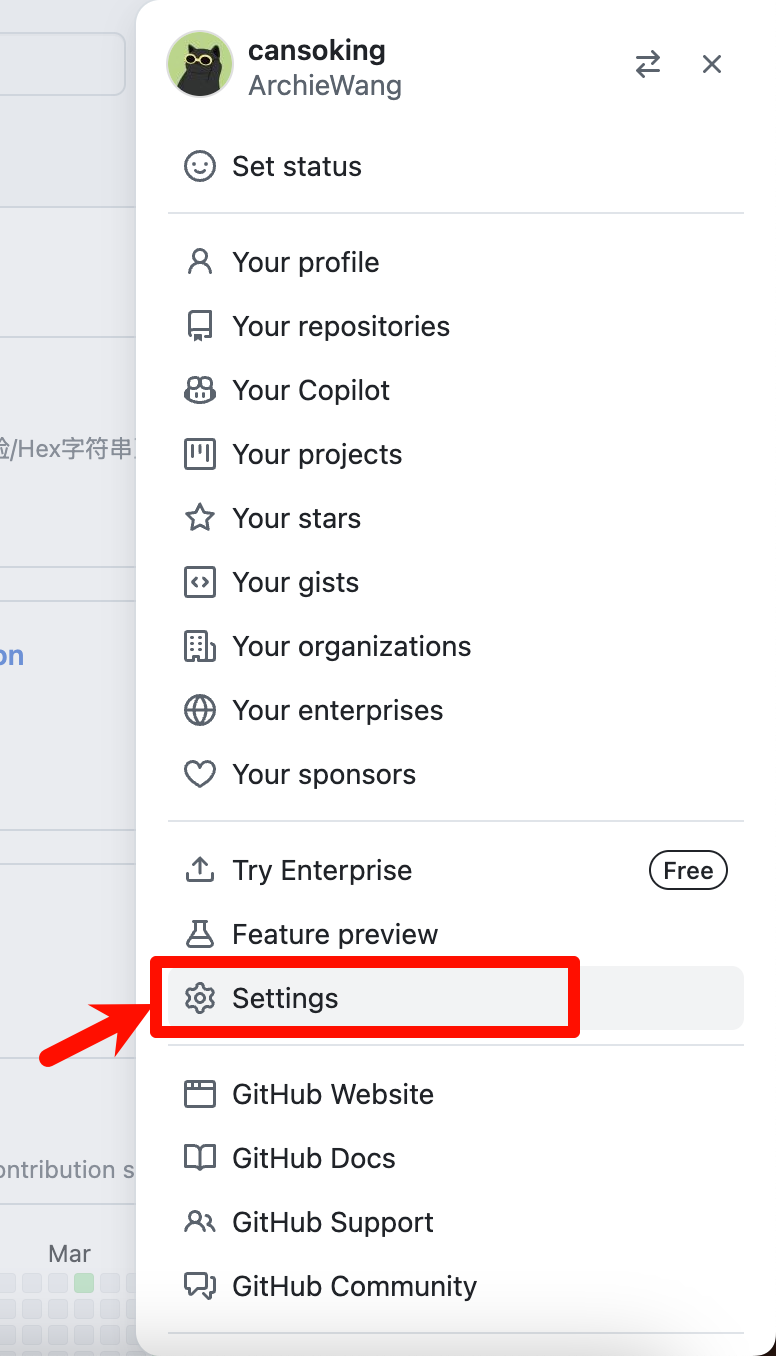 cansoking
ArchieWang
Set status
Your profile
Your repositories
Your Copilot
/Hex字符串
Your projects
Your stars
Your gists
Your organizations
on
Your enterprises
Your sponsors
Try Enterprise
Free
Feature preview
Settings
GitHub Website
GitHub Docs
ontribution s
GitHub Support
Mar
GitHub Community